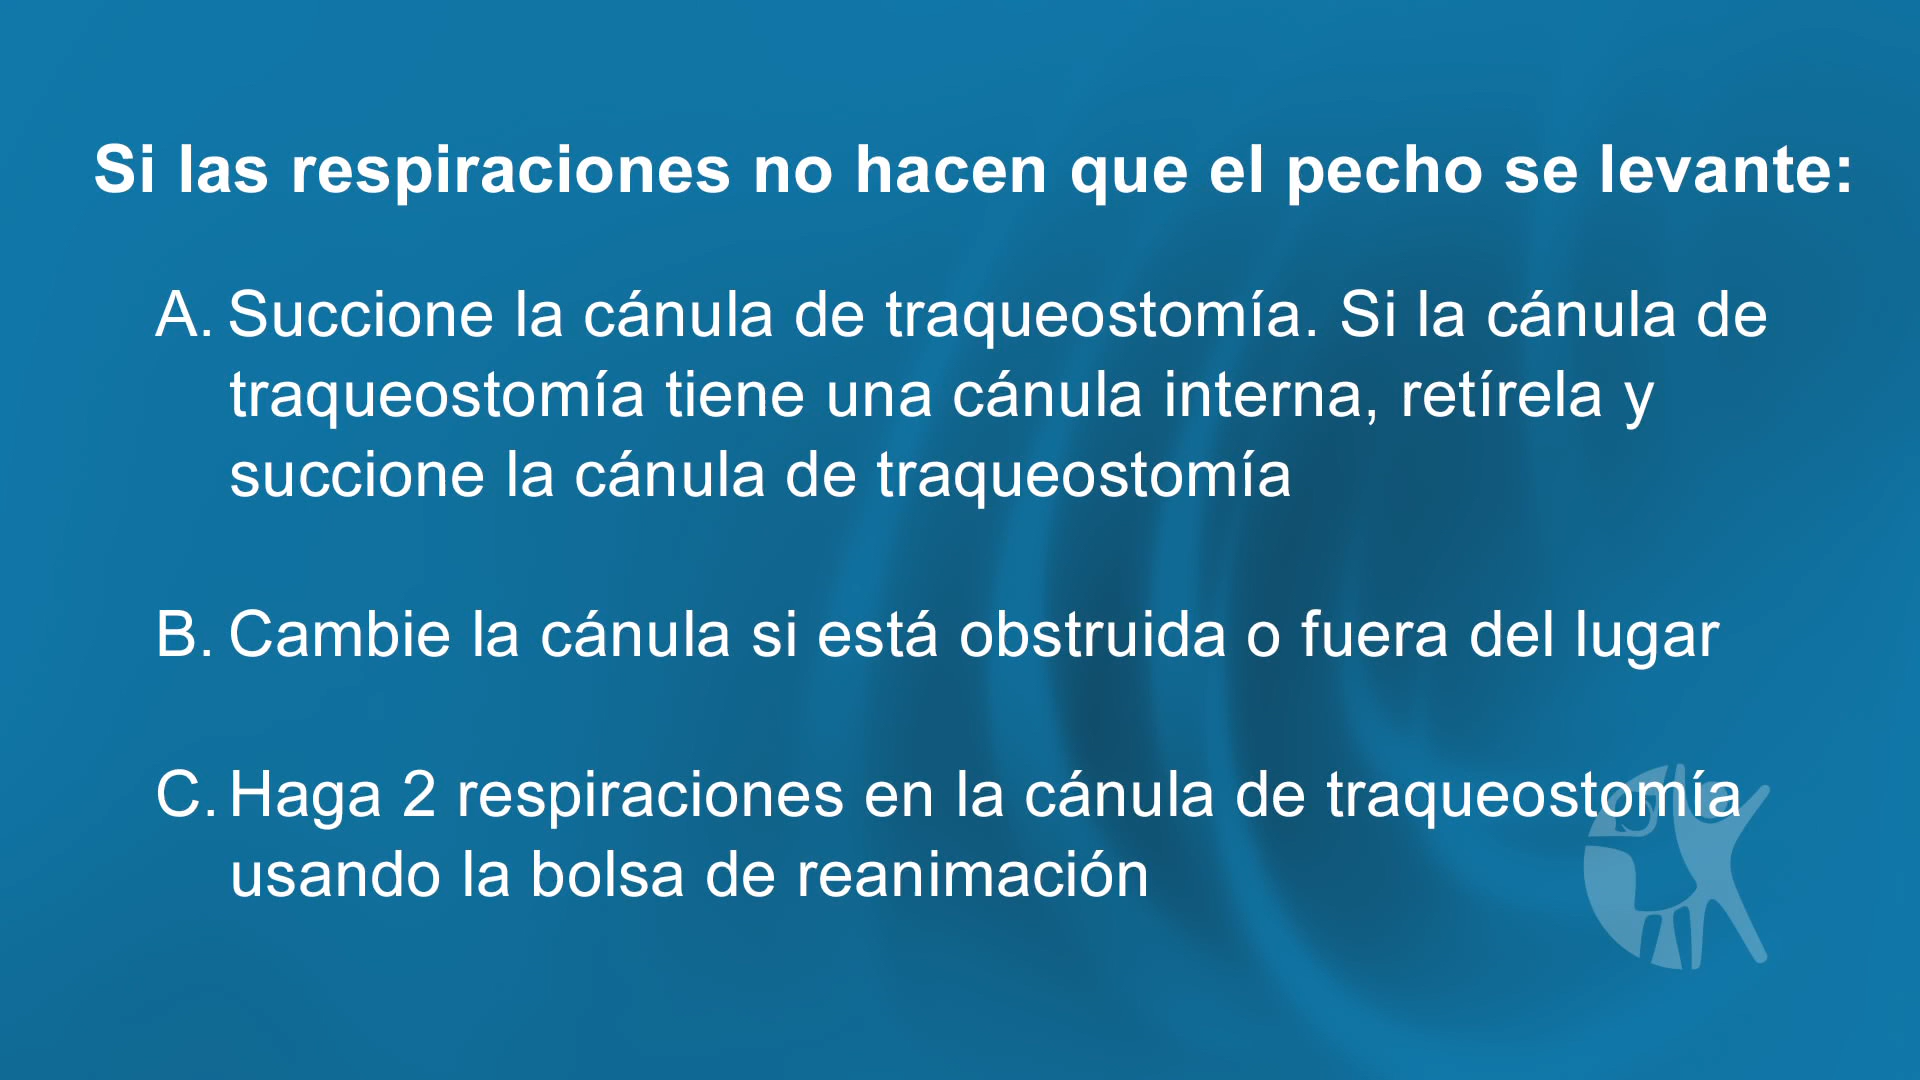 Si las respiraciones no hacen que el pecho se levante:
A. Succione la cánula de traqueostomía. Si la cánula de
traqueostomía tiene una cánula interna, retírela y
succione la cánula de traqueostomía
B. Cambie la cánula si está obstruida o fuera del lugar
C. Haga 2 respiraciones en la cánula de traqueostomía
usando la bolsa de reanimación